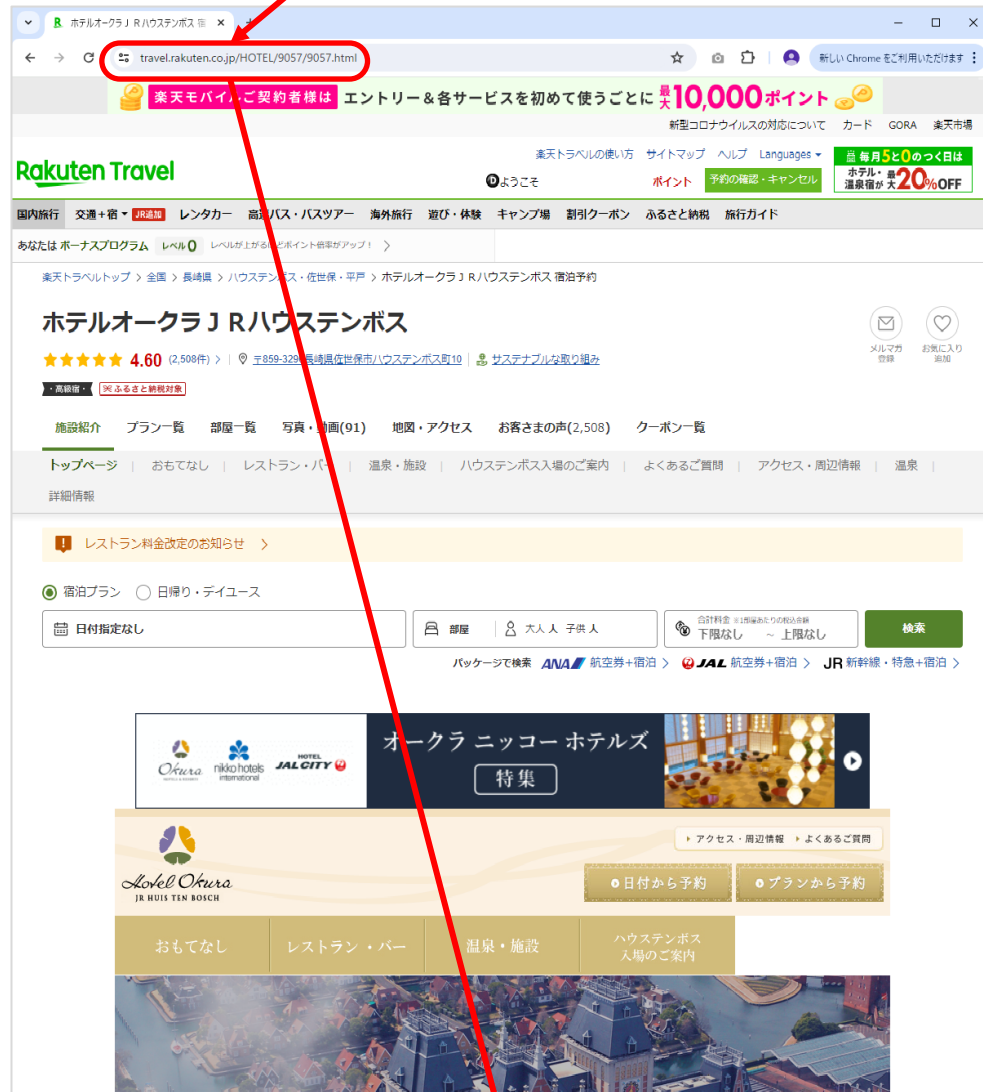 ホテルオークラＪＲハウステンボス 宿
travel.rakuten.co.jp/HOTEL/9057/9057.html
新しい Chrome をご利用いただけます
楽天モバイルご契約者様は エントリー＆各サービスを初めて使うごとに 最大10,000ポイント
新型コロナウイルスの対応について カード GORA 楽天市場
Rakuten Travel
楽天トラベルの使い方 サイトマップ ヘルプ Languages
ようこそ ポイント 予約の確認・キャンセル
毎月5と0のつく日は
ホテル・温泉宿が 最大20%OFF
国内旅行 交通+宿 JR追加 レンタカー 高速バス・バスツアー 海外旅行 遊び・体験 キャンプ場 割引クーポン ふるさと納税 旅行ガイド
あなたは ボーナスプログラム レベル0 レベルが上がるほどポイント倍率がアップ！ 〉
楽天トラベルトップ > 全国 > 長崎県 > ハウステンボス・佐世保・平戸 > ホテルオークラＪＲハウステンボス 宿泊予約
ホテルオークラＪＲハウステンボス
4.60 (2,508件) > 〒859-3296長崎県佐世保市ハウステンボス町10 サステナブルな取り組み
メルマガ登録 お気に入り追加
・高級宿・ ふるさと納税対象
施設紹介 プラン一覧 部屋一覧 写真・動画(91) 地図・アクセス お客さまの声(2,508) クーポン一覧
トップページ | おもてなし | レストラン・バー | 温泉・施設 | ハウステンボス入場のご案内 | よくあるご質問 | アクセス・周辺情報 | 温泉 |
詳細情報
レストラン料金改定のお知らせ 〉
宿泊プラン 日帰り・デイユース
日付指定なし 部屋 大人 人 子供 人 合計料金 ※1部屋あたりの税込金額
下限なし ～ 上限なし 検索
パッケージで検索 ANA 航空券+宿泊 〉 JAL 航空券+宿泊 〉 JR 新幹線・特急+宿泊 〉
Okura
nikko hotels international
HOTEL JAL CITY
オークラ ニッコー ホテルズ
特集
アクセス・周辺情報 よくあるご質問
Hotel Okura
JR HUIS TEN BOSCH
日付から予約 プランから予約
おもてなし レストラン・バー 温泉・施設 ハウステンボス
入場のご案内